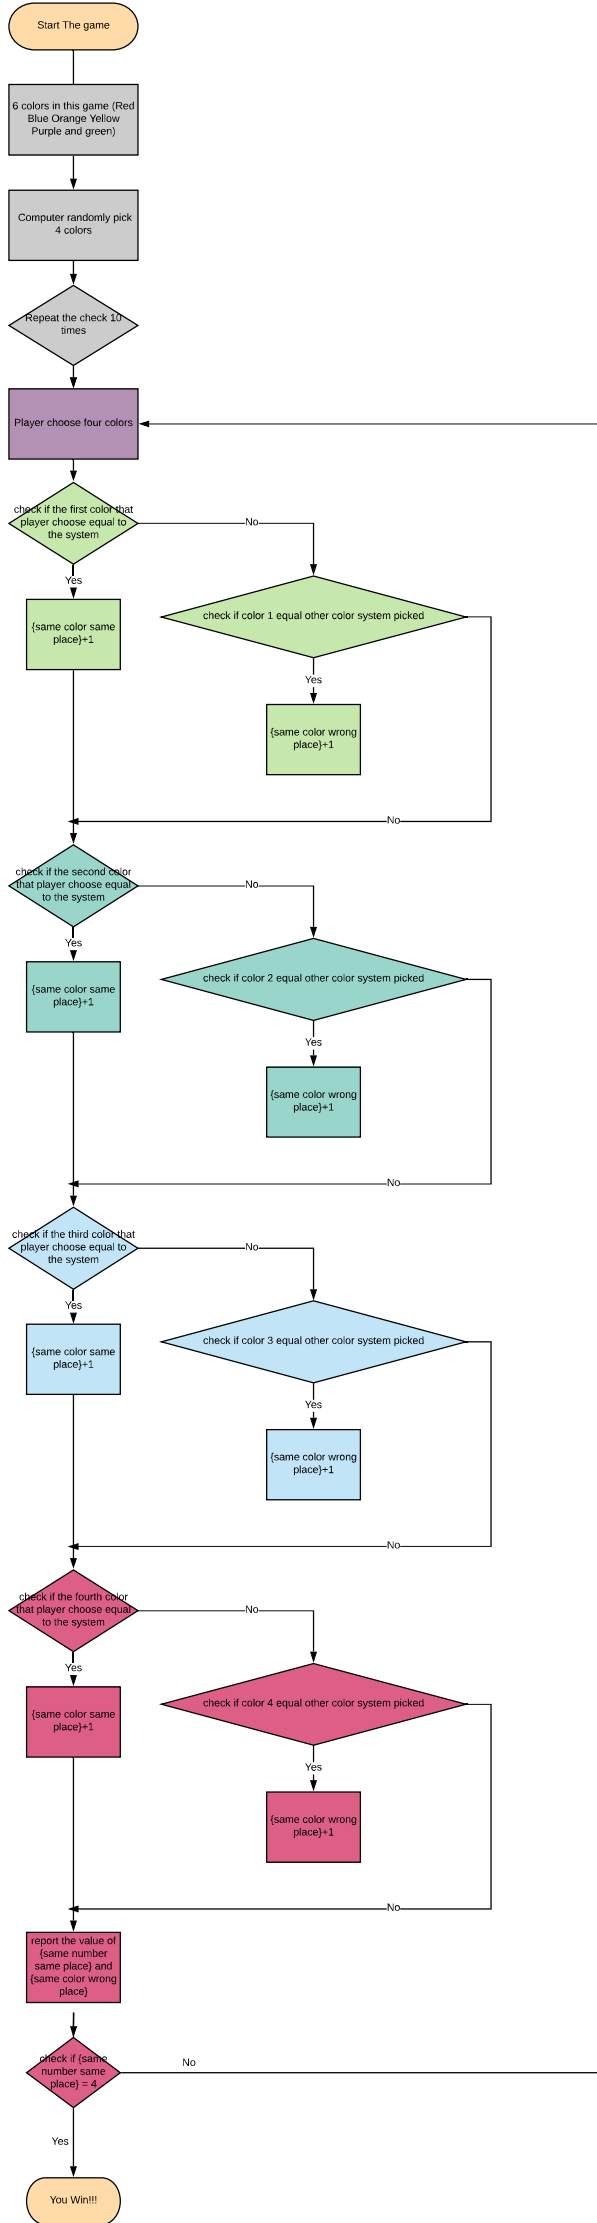 Start The game
6 colors in this game (Red
Blue Orange Yellow
Purple and green)
Computer randomly pick
4 colors
Repeat the check 10
times
Player choose four colors
check if the first color that
player choose equal to
the system
No
Yes
{same color same
place}+1
check if color 1 equal other color system picked
Yes
{same color wrong
place}+1
No
check if the second color
that player choose equal
to the system
No
Yes
{same color same
place}+1
check if color 2 equal other color system picked
Yes
{same color wrong
place}+1
No
check if the third color that
player choose equal to
the system
No
Yes
{same color same
place}+1
check if color 3 equal other color system picked
Yes
{same color wrong
place}+1
No
check if the fourth color
that player choose equal
to the system
No
Yes
{same color same
place}+1
check if color 4 equal other color system picked
Yes
{same color wrong
place}+1
No
report the value of
{same number
same place} and
{same color wrong
place}
check if {same
number same
place} = 4
No
Yes
You Win!!!